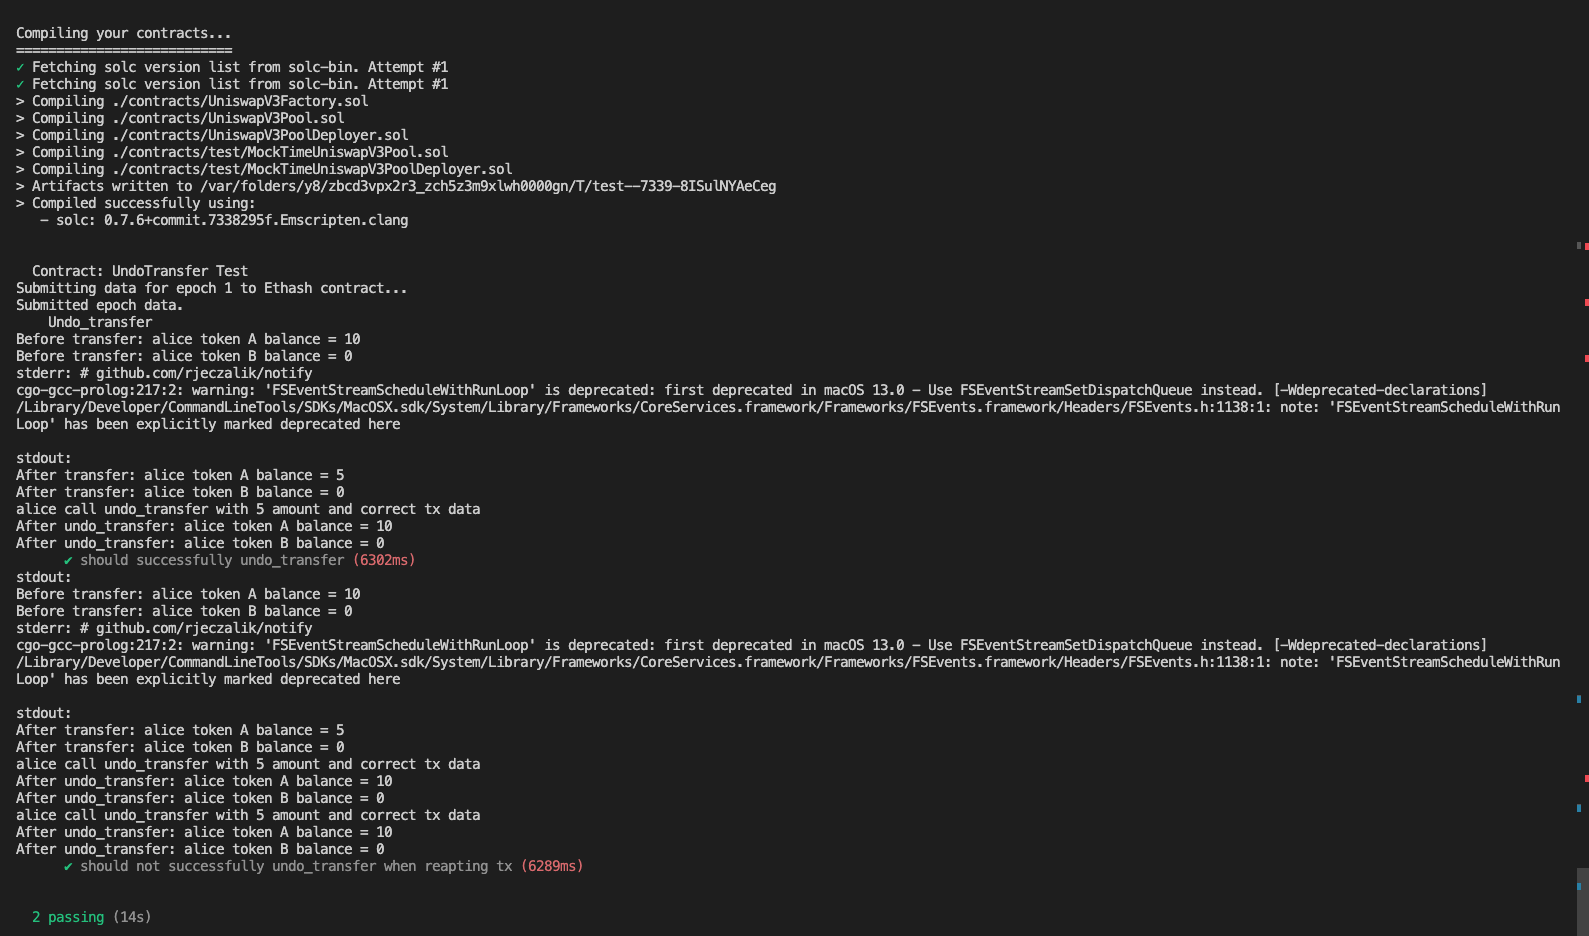 Compiling your contracts...
===========================
✓ Fetching solc version list from solc-bin. Attempt #1
✓ Fetching solc version list from solc-bin. Attempt #1
> Compiling ./contracts/UniswapV3Factory.sol
> Compiling ./contracts/UniswapV3Pool.sol
> Compiling ./contracts/UniswapV3PoolDeployer.sol
> Compiling ./contracts/test/MockTimeUniswapV3Pool.sol
> Compiling ./contracts/test/MockTimeUniswapV3PoolDeployer.sol
> Artifacts written to /var/folders/y8/zbcd3vpx2r3_zch5z3m9xlwh0000gn/T/test--7339-8ISulNYAeCeg
> Compiled successfully using:
   - solc: 0.7.6+commit.7338295f.Emscripten.clang
  Contract: UndoTransfer Test
Submitting data for epoch 1 to Ethash contract...
Submitted epoch data.
    Undo_transfer
Before transfer: alice token A balance = 10
Before transfer: alice token B balance = 0
stderr: # github.com/rjeczalik/notify
cgo-gcc-prolog:217:2: warning: 'FSEventStreamScheduleWithRunLoop' is deprecated: first deprecated in macOS 13.0 - Use FSEventStreamSetDispatchQueue instead. [-Wdeprecated-declarations]
/Library/Developer/CommandLineTools/SDKs/MacOSX.sdk/System/Library/Frameworks/CoreServices.framework/Frameworks/FSEvents.framework/Headers/FSEvents.h:1138:1: note: 'FSEventStreamScheduleWithRun
Loop' has been explicitly marked deprecated here
stdout:
After transfer: alice token A balance = 5
After transfer: alice token B balance = 0
alice call undo_transfer with 5 amount and correct tx data
After undo_transfer: alice token A balance = 10
After undo_transfer: alice token B balance = 0
      ✔ should successfully undo_transfer (6302ms)
stdout:
Before transfer: alice token A balance = 10
Before transfer: alice token B balance = 0
stderr: # github.com/rjeczalik/notify
cgo-gcc-prolog:217:2: warning: 'FSEventStreamScheduleWithRunLoop' is deprecated: first deprecated in macOS 13.0 - Use FSEventStreamSetDispatchQueue instead. [-Wdeprecated-declarations]
/Library/Developer/CommandLineTools/SDKs/MacOSX.sdk/System/Library/Frameworks/CoreServices.framework/Frameworks/FSEvents.framework/Headers/FSEvents.h:1138:1: note: 'FSEventStreamScheduleWithRun
Loop' has been explicitly marked deprecated here
stdout:
After transfer: alice token A balance = 5
After transfer: alice token B balance = 0
alice call undo_transfer with 5 amount and correct tx data
After undo_transfer: alice token A balance = 10
After undo_transfer: alice token B balance = 0
alice call undo_transfer with 5 amount and correct tx data
After undo_transfer: alice token A balance = 10
After undo_transfer: alice token B balance = 0
      ✔ should not successfully undo_transfer when reapting tx (6289ms)
  2 passing (14s)